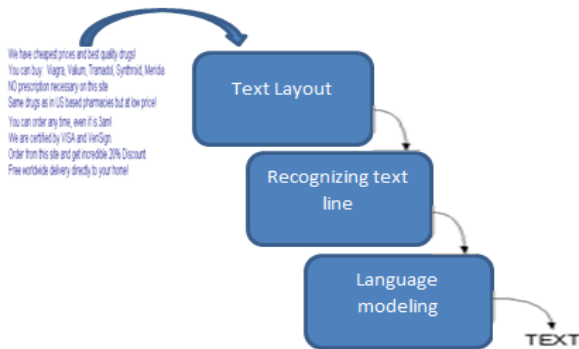 We have cheapest prices and best quality drugs!
You can buy: Viagra, Valium, Tramadol, Synthroid, Meridia
NO prescription necessary on this site
Same drugs as in US based pharmacies but at low price!
You can order any time, even if is 3am!
We are certified by VISA and VeriSign.
Order from this site and get incredible 20% Discount
Free worldwide delivery directly to your home!
Text Layout
Recognizing text
line
Language
modeling
TEXT